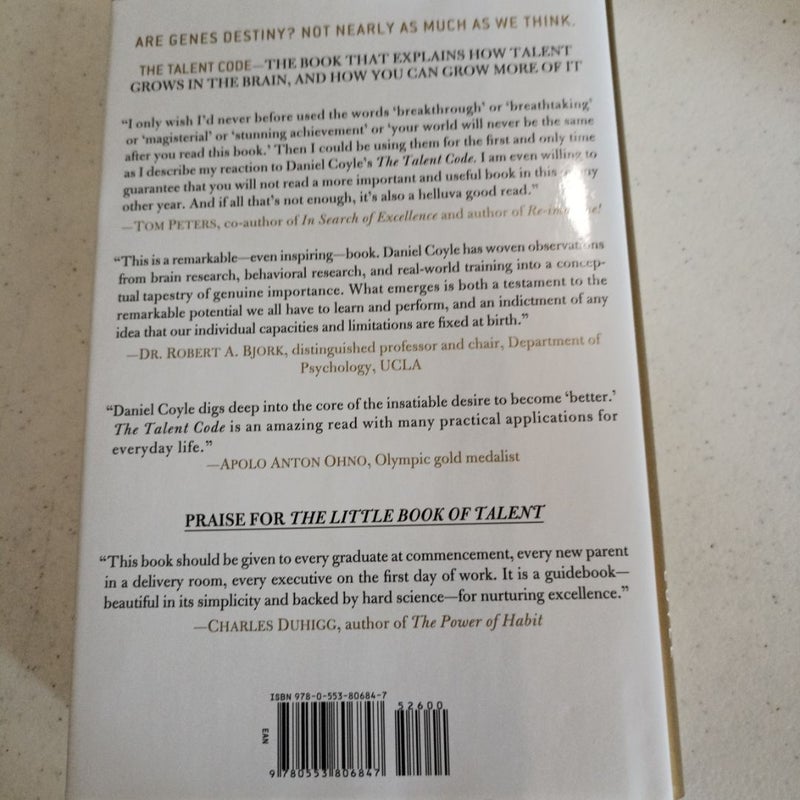 ARE GENES DESTINY? NOT NEARLY AS MUCH AS WE THINK.
THE TALENT CODE—THE BOOK THAT EXPLAINS HOW TALENT
GROWS IN THE BRAIN, AND HOW YOU CAN GROW MORE OF IT
“I only wish I’d never before used the words ‘breakthrough’ or ‘breathtaking’
or ‘magisterial’ or ‘stunning achievement’ or ‘your world will never be the same
after you read this book.’ Then I could be using them for the first and only time
as I describe my reaction to Daniel Coyle’s The Talent Code. I am even willing to
guarantee that you will not read a more important and useful book in this
other year. And if all that’s not enough, it’s also a helluva good read.”
—TOM PETERS, co-author of In Search of Excellence and author of
“This is a remarkable—even inspiring—book. Daniel Coyle has woven observations
from brain research, behavioral research, and real-world training into a concep-
tual tapestry of genuine importance. What emerges is both a testament to the
remarkable potential we all have to learn and perform, and an indictment of any
idea that our individual capacities and limitations are fixed at birth.”
—DR. ROBERT A. BJORK, distinguished professor and chair, Department of
Psychology, UCLA
“Daniel Coyle digs deep into the core of the insatiable desire to become ‘better.’
The Talent Code is an amazing read with many practical applications for
everyday life.”
—APOLO ANTON OHNO, Olympic gold medalist
PRAISE FOR THE LITTLE BOOK OF TALENT
“This book should be given to every graduate at commencement, every new parent
in a delivery room, every executive on the first day of work. It is a guidebook—
beautiful in its simplicity and backed by hard science—for nurturing excellence.”
—CHARLES DUHIGG, author of The Power of Habit
ISBN 978-0-553-80684-7
52600
EAN
9 780553 806847